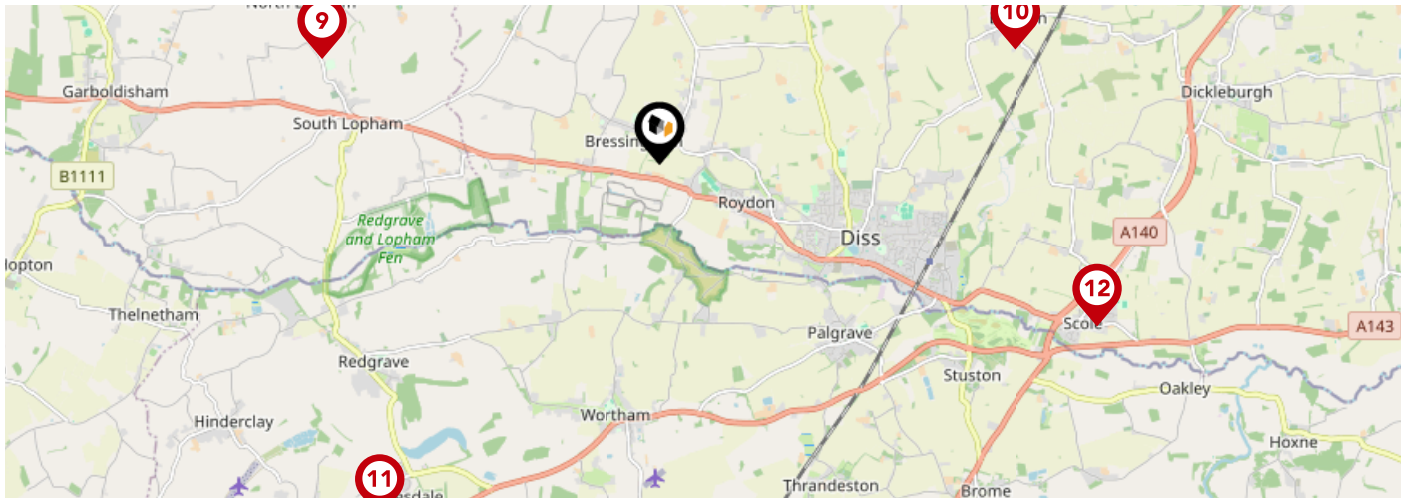 9
10
Garboldisham
Dickleburgh
South Lopham
B1111
Roydon
Redgrave
and Lopham
Fen
Diss
A140
12
Thelnetham
Scole
A143
Palgrave
Redgrave
Stuston
Oakley
Wortham
Hinderclay
Hoxne
11
Thrandeston
Brome